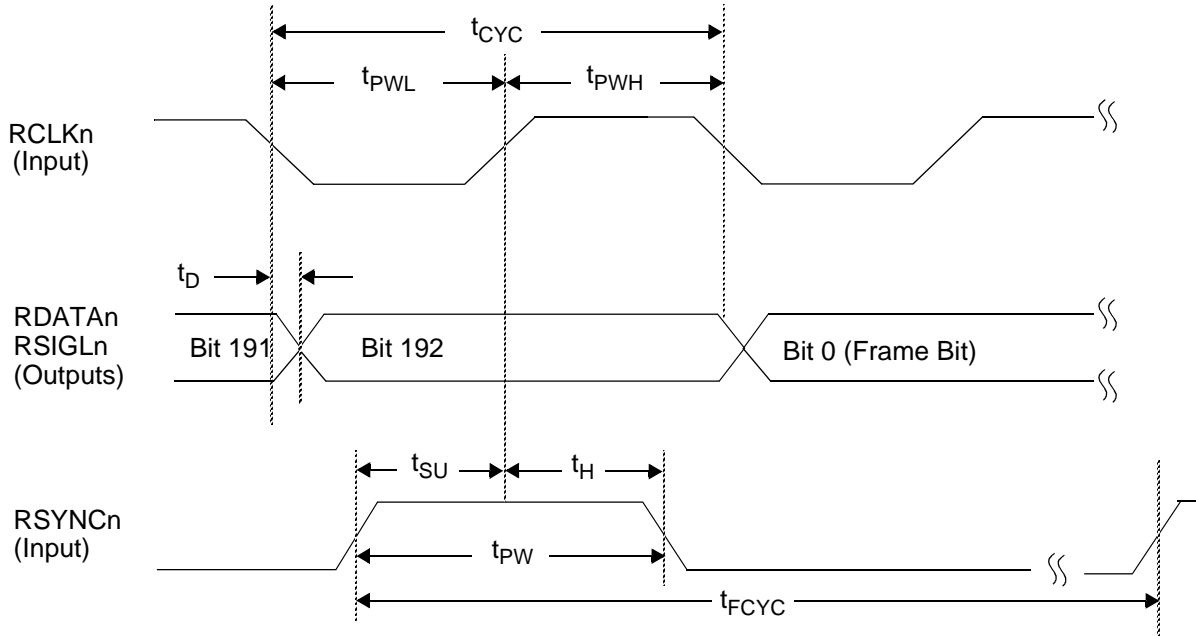 tCYC
tPWL
tPWH
RCLKn
(Input)
tD
RDATAn
RSIGLn
(Outputs)
Bit 191
Bit 192
Bit 0 (Frame Bit)
tSU
tH
RSYNCn
(Input)
tPW
tFCYC